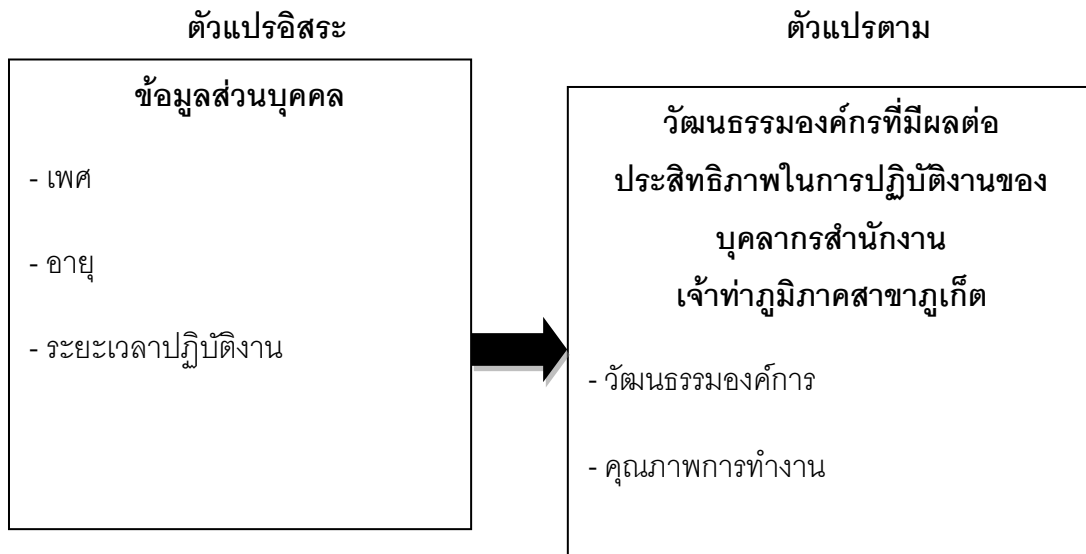 ตัวแปรอิสระ
ข้อมูลส่วนบุคคล
- เพศ
- อายุ
- ระยะเวลาปฏิบัติงาน
ตัวแปรตาม
วัฒนธรรมองค์กรที่มีผลต่อ
ประสิทธิภาพในการปฏิบัติงานของ
บุคลากรสำนักงาน
เจ้าท่าภูมิภาคสาขาภูเก็ต
- วัฒนธรรมองค์การ
- คุณภาพการทำงาน